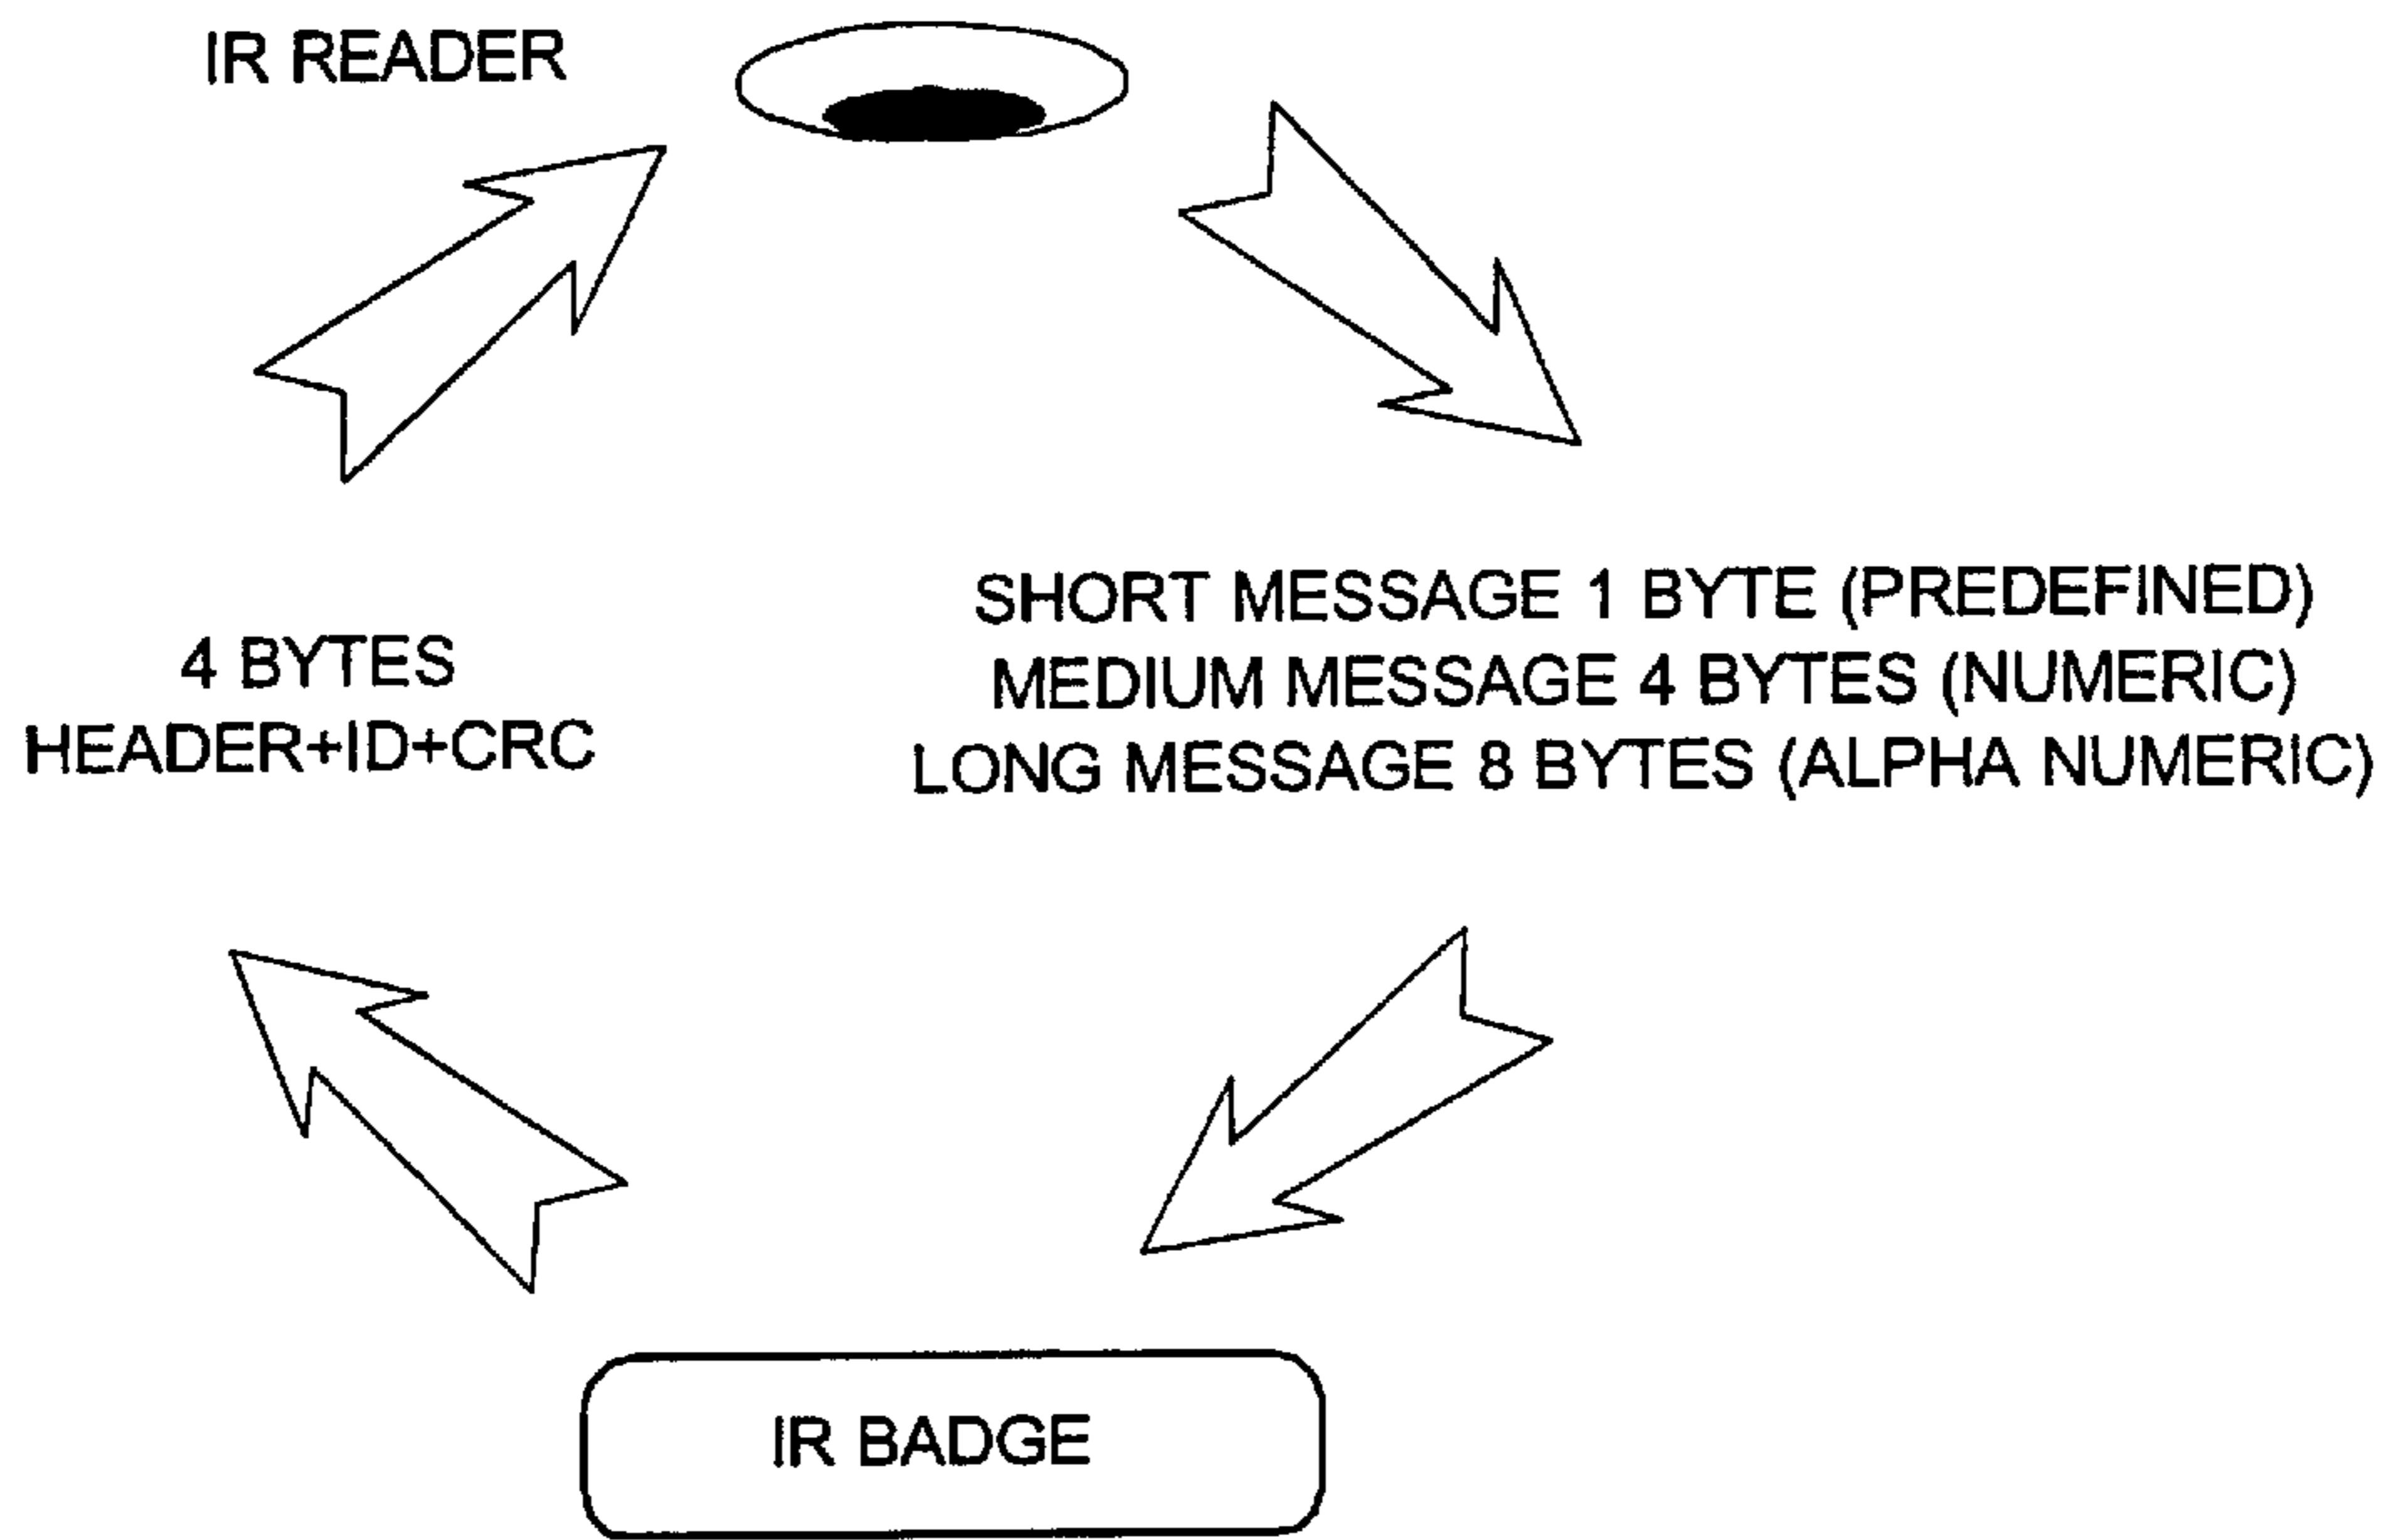 IR READER
4 BYTES
HEADER+ID+CRC
SHORT MESSAGE 1 BYTE (PREDEFINED)
MEDIUM MESSAGE 4 BYTES (NUMERIC)
LONG MESSAGE 8 BYTES (ALPHA NUMERIC)
IR BADGE